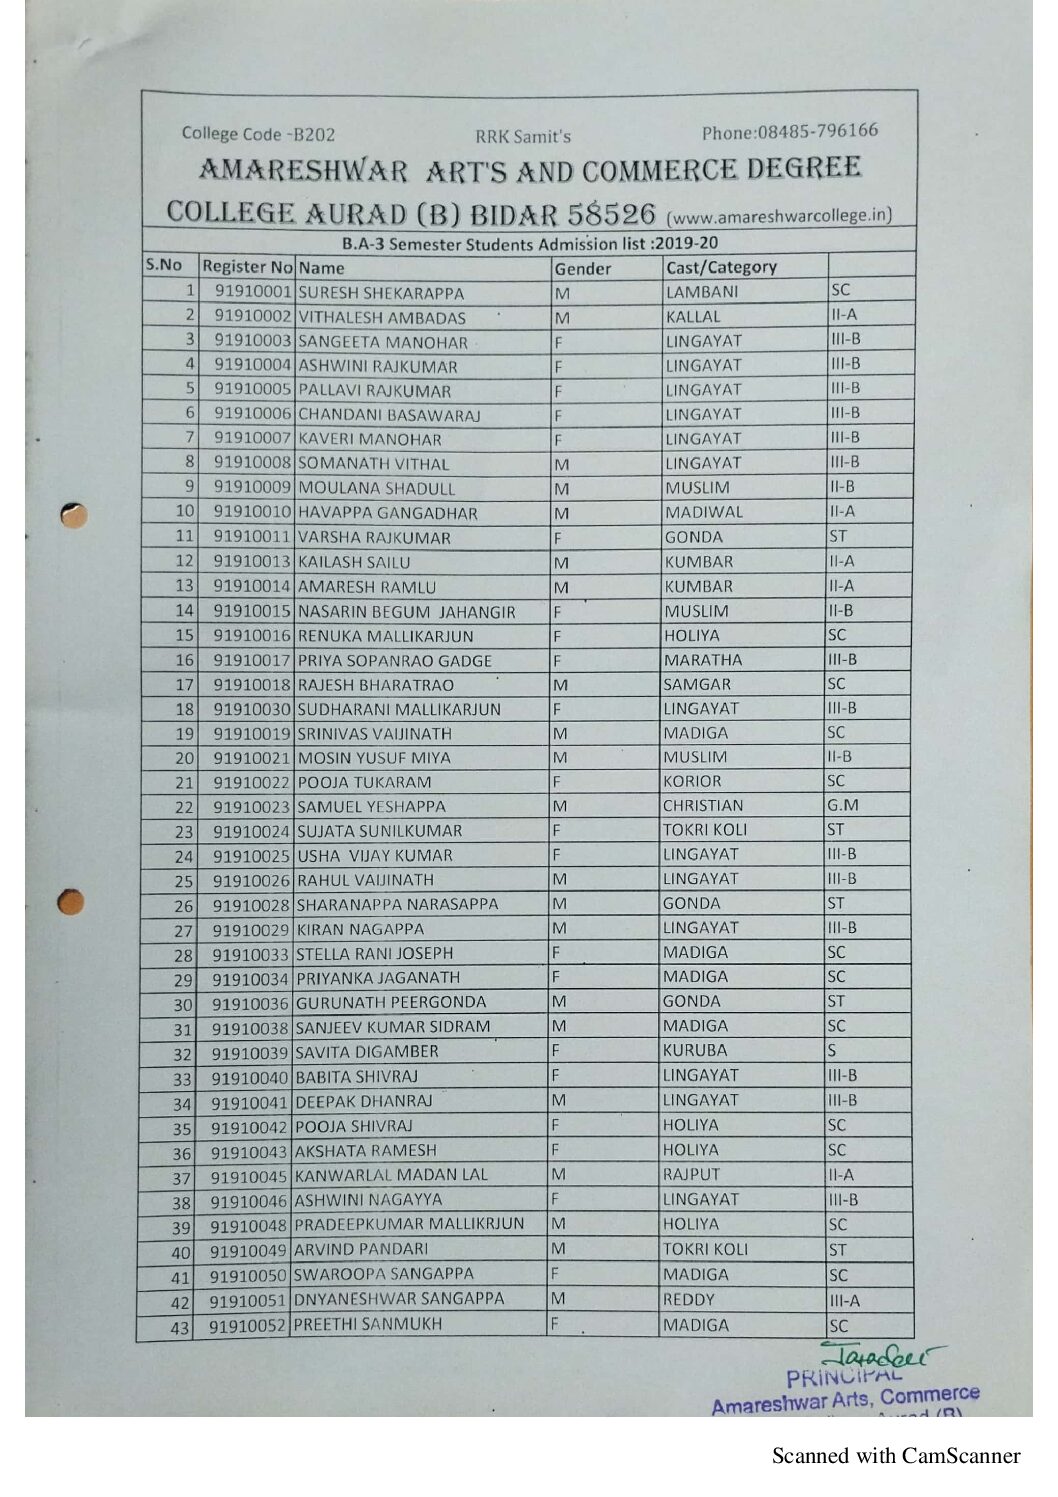 College Code -B202 RRK Samit's Phone:08485-796166
AMARESHWAR ART'S AND COMMERCE DEGREE
COLLEGE AURAD (B) BIDAR 58526 (www.amareshwarcollege.in)
B.A-3 Semester Students Admission list :2019-20
S.No Register No Name Gender Cast/Category
1 91910001 SURESH SHEKARAPPA M LAMBANI SC
2 91910002 VITHALESH AMBADAS M KALLAL II-A
3 91910003 SANGEETA MANOHAR F LINGAYAT III-B
4 91910004 ASHWINI RAJKUMAR F LINGAYAT III-B
5 91910005 PALLAVI RAJKUMAR F LINGAYAT III-B
6 91910006 CHANDANI BASAWARAJ F LINGAYAT III-B
7 91910007 KAVERI MANOHAR F LINGAYAT III-B
8 91910008 SOMANATH VITHAL M LINGAYAT III-B
9 91910009 MOULANA SHADULL M MUSLIM II-B
10 91910010 HAVAPPA GANGADHAR M MADIWAL II-A
11 91910011 VARSHA RAJKUMAR F GONDA ST
12 91910013 KAILASH SAILU M KUMBAR II-A
13 91910014 AMARESH RAMLU M KUMBAR II-A
14 91910015 NASARIN BEGUM JAHANGIR F MUSLIM II-B
15 91910016 RENUKA MALLIKARJUN F HOLIYA SC
16 91910017 PRIYA SOPANRAO GADGE F MARATHA III-B
17 91910018 RAJESH BHARATRAO M SAMGAR SC
18 91910030 SUDHARANI MALLIKARJUN F LINGAYAT III-B
19 91910019 SRINIVAS VAIJINATH M MADIGA SC
20 91910021 MOSIN YUSUF MIYA M MUSLIM II-B
21 91910022 POOJA TUKARAM F KORIOR SC
22 91910023 SAMUEL YESHAPPA M CHRISTIAN G.M
23 91910024 SUJATA SUNILKUMAR F TOKRI KOLI ST
24 91910025 USHA VIJAY KUMAR F LINGAYAT III-B
25 91910026 RAHUL VAIJINATH M LINGAYAT III-B
26 91910028 SHARANAPPA NARASAPPA M GONDA ST
27 91910029 KIRAN NAGAPPA M LINGAYAT III-B
28 91910033 STELLA RANI JOSEPH F MADIGA SC
29 91910034 PRIYANKA JAGANATH F MADIGA SC
30 91910036 GURUNATH PEERGONDA M GONDA ST
31 91910038 SANJEEV KUMAR SIDRAM M MADIGA SC
32 91910039 SAVITA DIGAMBER F KURUBA S
33 91910040 BABITA SHIVRAJ F LINGAYAT III-B
34 91910041 DEEPAK DHANRAJ M LINGAYAT III-B
35 91910042 POOJA SHIVRAJ F HOLIYA SC
36 91910043 AKSHATA RAMESH F HOLIYA SC
37 91910045 KANWARLAL MADAN LAL M RAJPUT II-A
38 91910046 ASHWINI NAGAYYA F LINGAYAT III-B
39 91910048 PRADEEPKUMAR MALLIKRJUN M HOLIYA SC
40 91910049 ARVIND PANDARI M TOKRI KOLI ST
41 91910050 SWAROOPA SANGAPPA F MADIGA SC
42 91910051 DNYANESHWAR SANGAPPA M REDDY III-A
43 91910052 PREETHI SANMUKH F MADIGA SC
PRINCIPAL
Amareshwar Arts, Commerce
Aurad (B)
Scanned with CamScanner